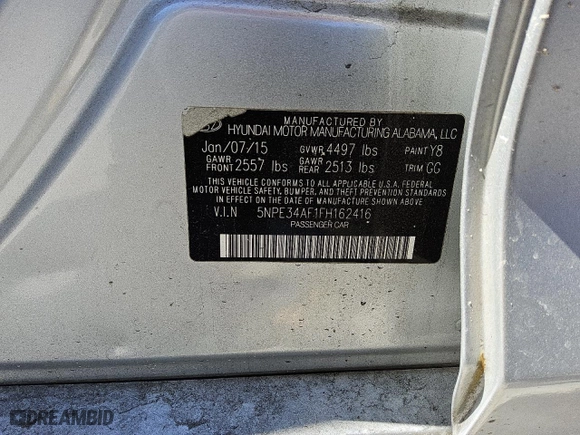 MANUFACTURED BY
HYUNDAI MOTOR MANUFACTURING ALABAMA, LLC
Jan/07/15 GVWR 4497 lbs PAINT Y8
GAWR FRONT 2557 lbs GAWR REAR 2513 lbs TRIM GG
THIS VEHICLE CONFORMS TO ALL APPLICABLE U.S.A. FEDERAL
MOTOR VEHICLE SAFETY, BUMPER, AND THEFT PREVENTION
STANDARDS IN EFFECT ON THE DATE OF MANUFACTURE SHOWN ABOVE.
V.I.N 5NPE34AF1FH162416
PASSENGER CAR
DREAMBID